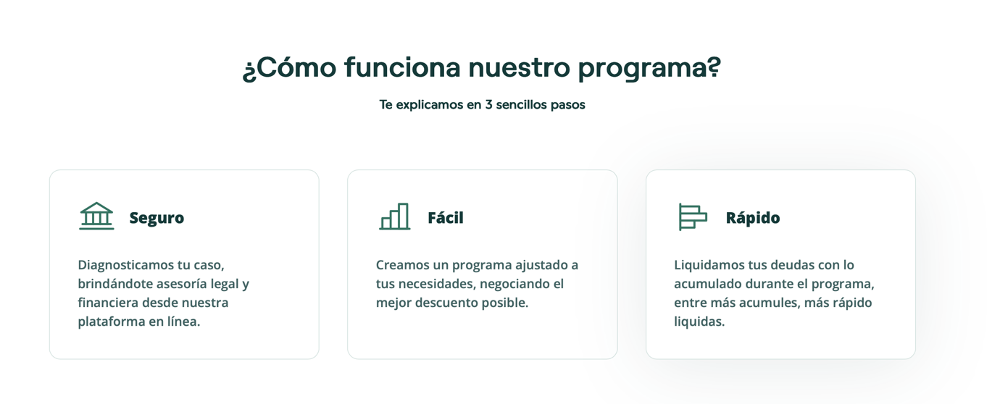 ¿Cómo funciona nuestro programa?
Te explicamos en 3 sencillos pasos
Seguro
Diagnosticamos tu caso,
brindándote asesoría legal y
financiera desde nuestra
plataforma en línea.
Fácil
Creamos un programa ajustado a
tus necesidades, negociando el
mejor descuento posible.
Rápido
Liquidamos tus deudas con lo
acumulado durante el programa,
entre más acumules, más rápido
liquidas.